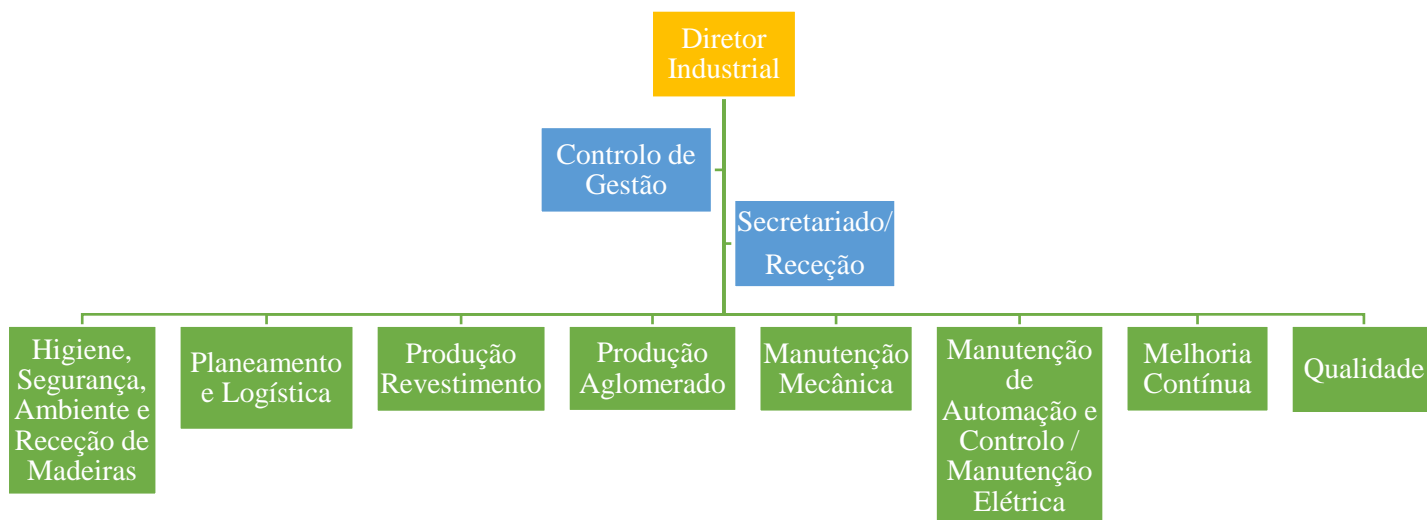 Diretor
Industrial
Controlo de
Gestão
Secretariado/
Receção
Higiene,
Segurança,
Ambiente e
Receção de
Madeiras
Planeamento
e Logística
Produção
Revestimento
Produção
Aglomerado
Manutenção
Mecânica
Manutenção
de
Automação e
Controlo /
Manutenção
Elétrica
Melhoria
Contínua
Qualidade